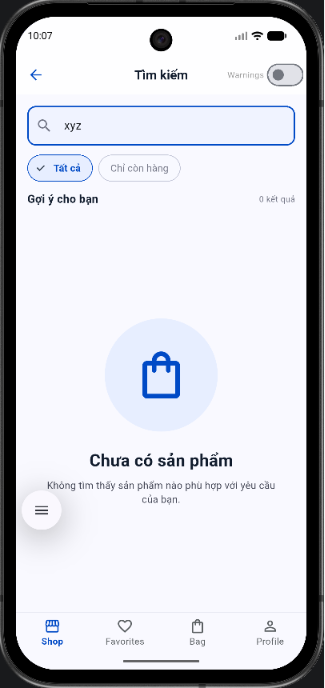 10:07
Tìm kiếm
Warnings
xyz
Tất cả
Chỉ còn hàng
Gợi ý cho bạn
0 kết quả
Chưa có sản phẩm
Không tìm thấy sản phẩm nào phù hợp với yêu cầu
của bạn.
Shop
Favorites
Bag
Profile